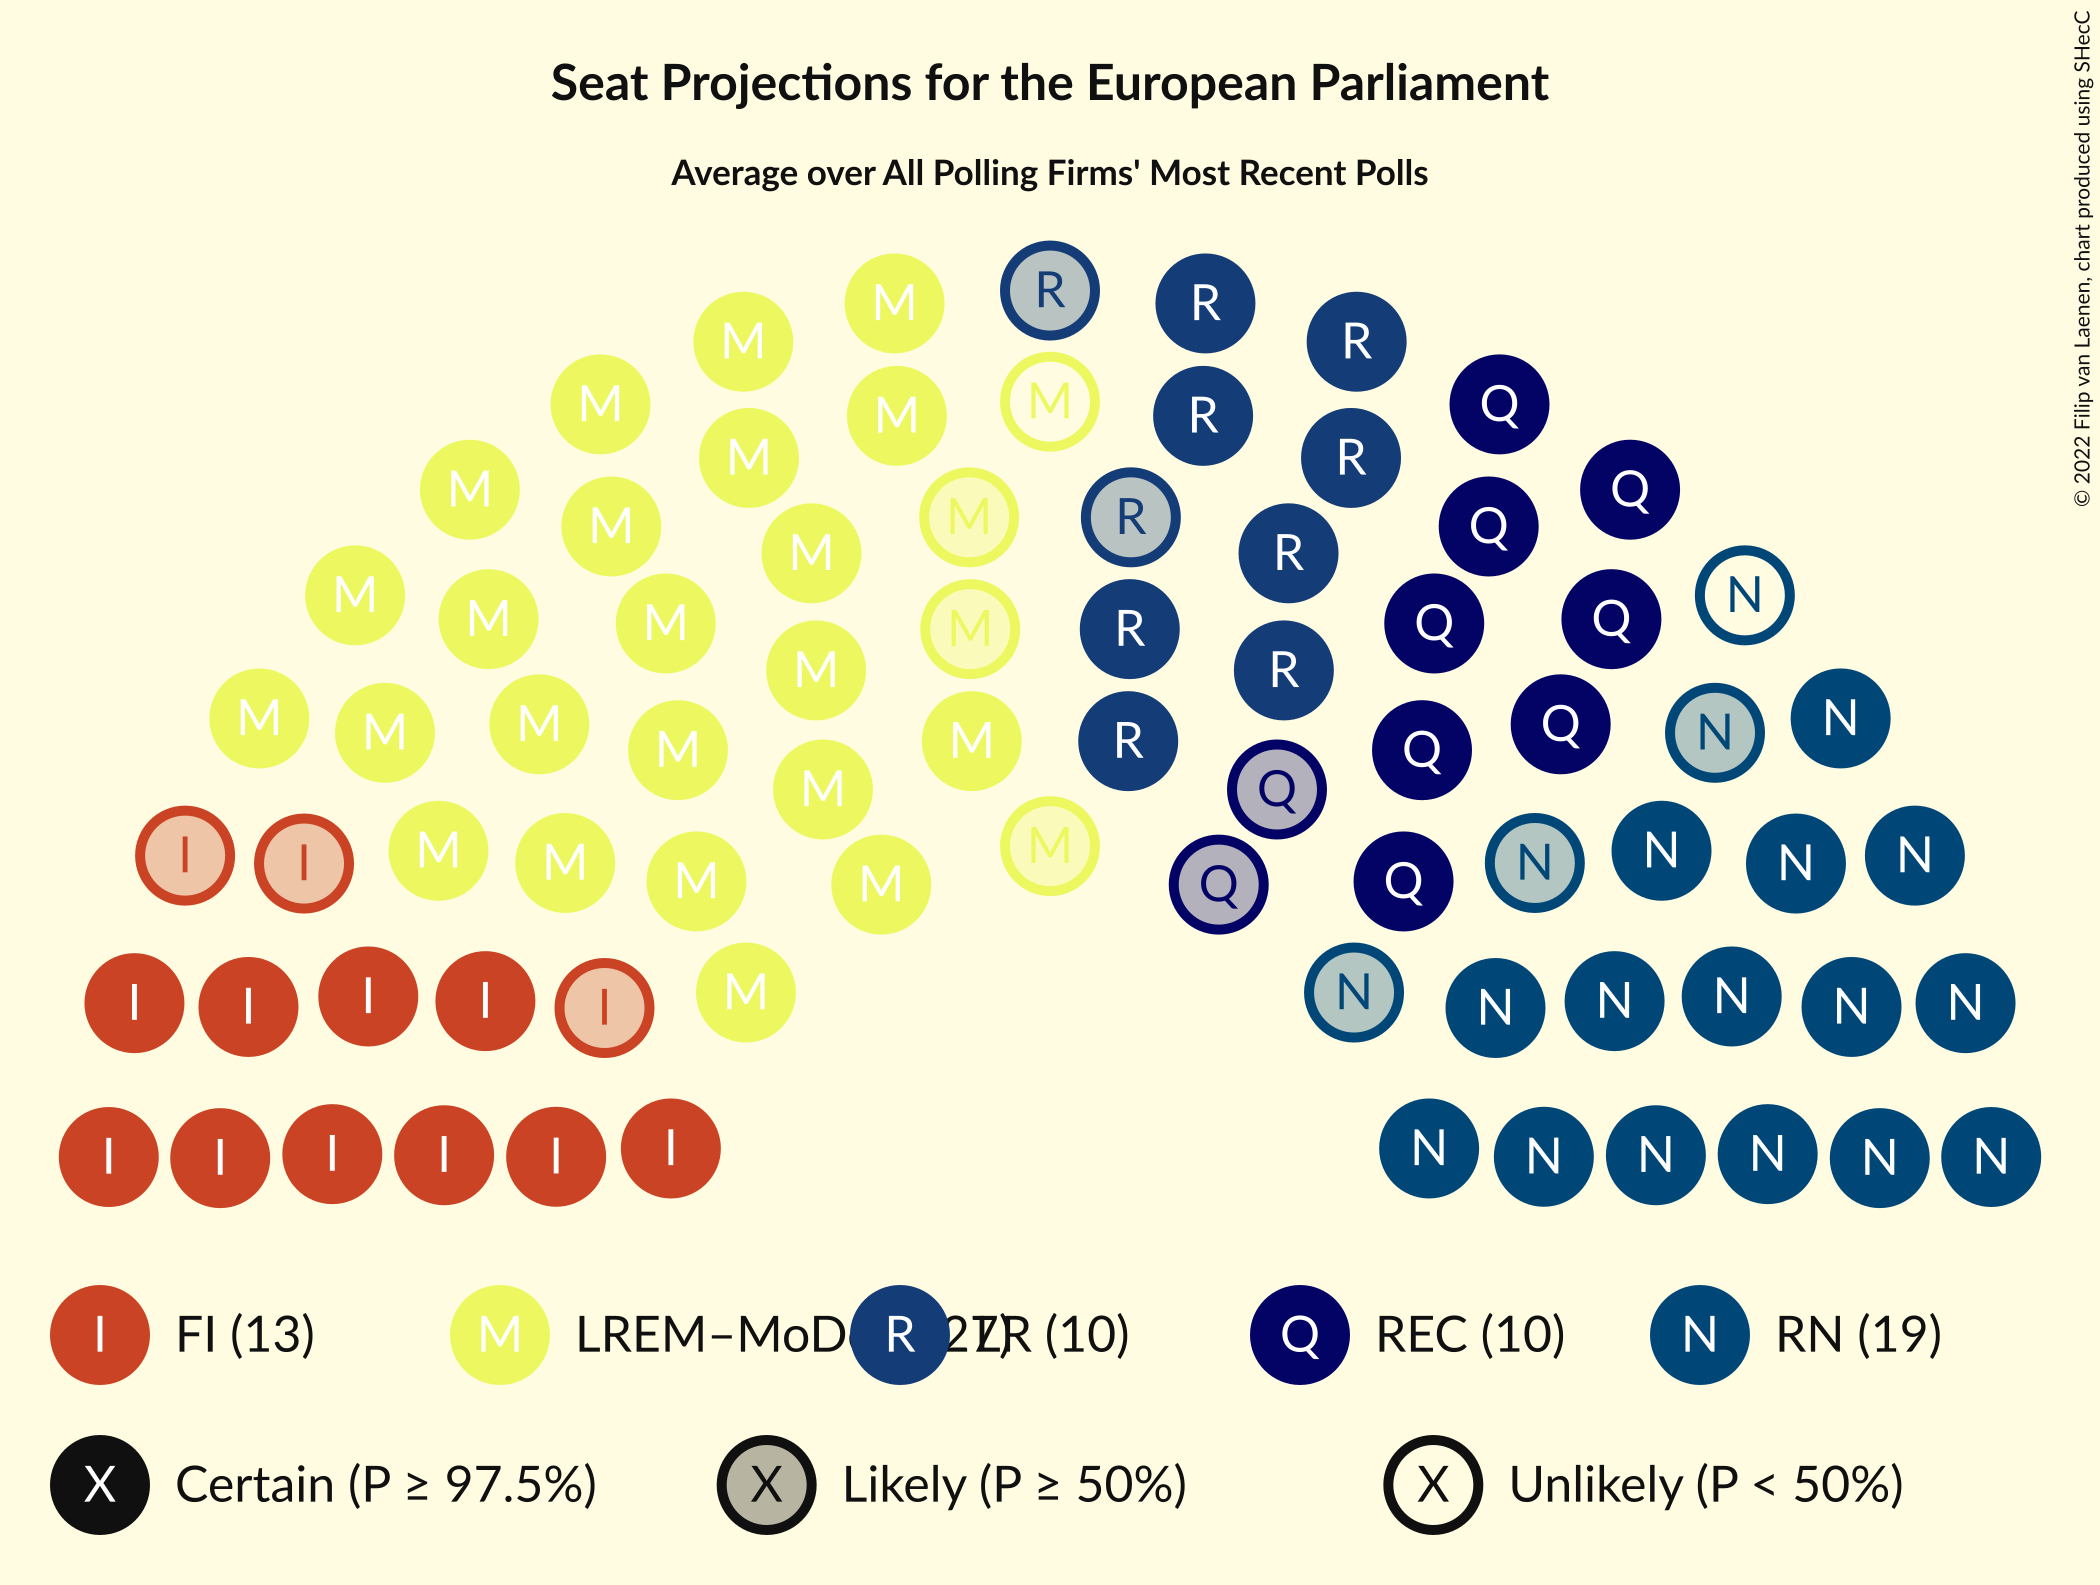 Seat Projections for the European Parliament
Average over All Polling Firms' Most Recent Polls
© 2022 Filip van Laenen, chart produced using SHecC
R
M M R R
M M M R R Q
M M M R Q
M M M R R Q Q
M M M M R Q Q N
M M M M M R R Q Q N N
I I M M M M M Q Q Q N N N N N
I I I I I M N N N N N N
I I I I I I N N N N N N
I FI (13) M LREM–MoD R LR (10) Q REC (10) N RN (19)
X Certain (P ≥ 97.5%) X Likely (P ≥ 50%) X Unlikely (P < 50%)